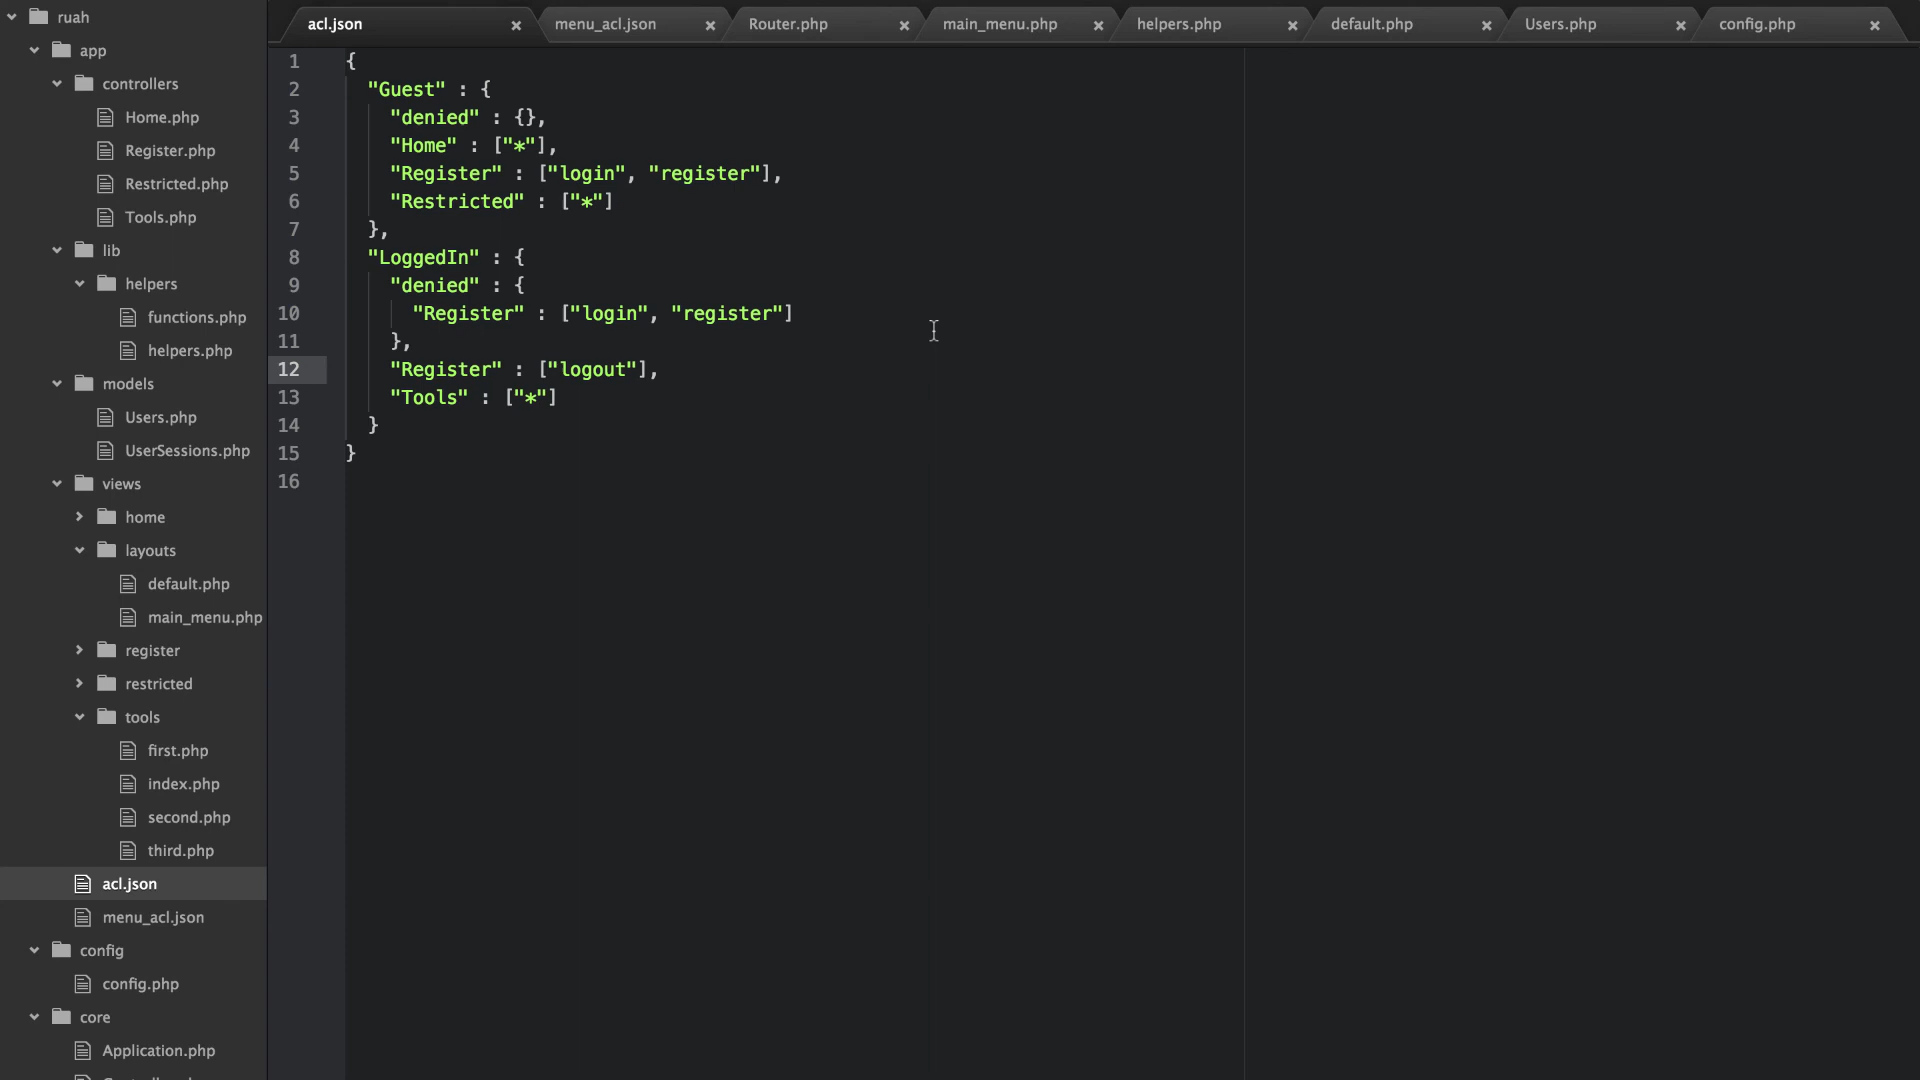 ruah
app
controllers
Home.php
Register.php
Restricted.php
Tools.php
lib
helpers
functions.php
helpers.php
models
Users.php
UserSessions.php
views
home
layouts
default.php
main_menu.php
register
restricted
tools
first.php
index.php
second.php
third.php
acl.json
menu_acl.json
config
config.php
core
Application.php
acl.json × menu_acl.json × Router.php × main_menu.php × helpers.php × default.php × Users.php × config.php ×
1 {
2 "Guest" : {
3 "denied" : {},
4 "Home" : ["*"],
5 "Register" : ["login", "register"],
6 "Restricted" : ["*"]
7 },
8 "LoggedIn" : {
9 "denied" : {
10 "Register" : ["login", "register"]
11 },
12 "Register" : ["logout"],
13 "Tools" : ["*"]
14 }
15 }
16